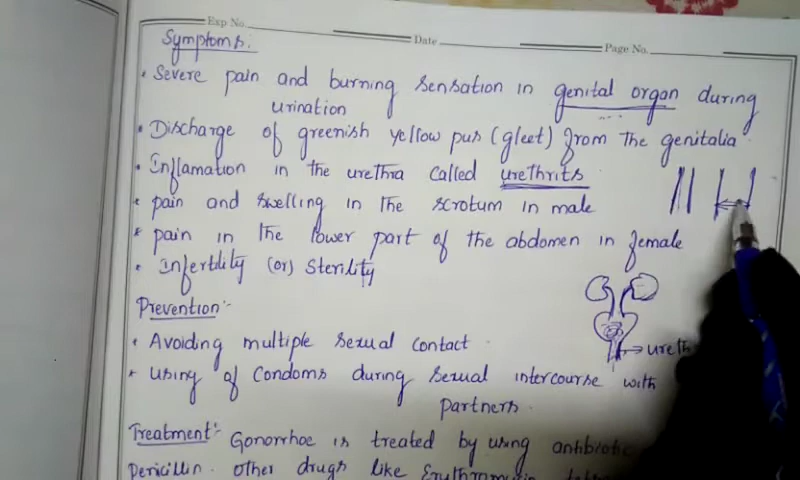 Exp No.
Date
Page No.
Symptoms.
• Severe pain and burning sensation in genital organ during
urination
• Discharge of greenish yellow pus (gleet) from the genitalia
• Inflamation in the urethra called urethrits
• pain and swelling in the scrotum in male
• pain in the lower part of the abdomen in female
• Infertility (or) Sterility
Prevention:-
• Avoiding multiple sexual contact
• using of condoms during sexual intercourse with
partners.
ureth
Treatment:- Gonorrhoe is treated by using antibiotic
Penicillin. other drugs like